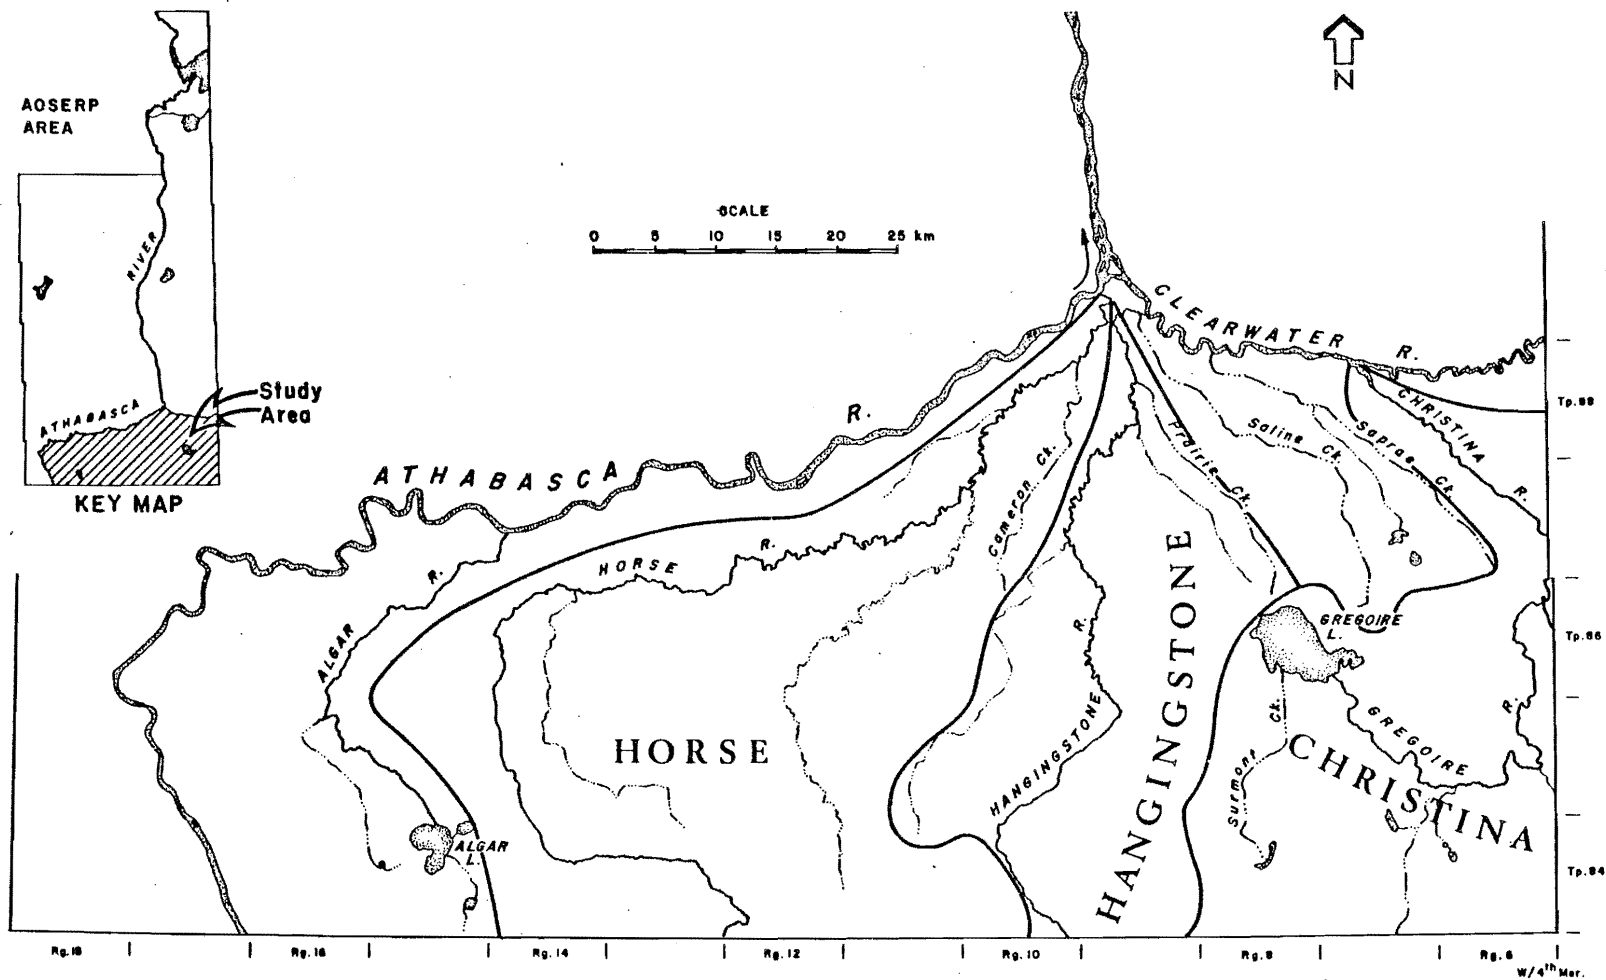 AOSERP
AREA
RIVER
ATHABASCA
Study
Area
KEY MAP
N
SCALE
0 5 10 15 20 25 km
CLEARWATER R.
ATHABASCA R.
CHRISTINA R.
Saprae Ck.
Saline Ck.
Prairie Ck.
Cameron Ck.
HORSE R.
ALGAR R.
HANGINGSTONE R.
GREGOIRE
L.
GREGOIRE R.
Surmont Ck.
ALGAR
L.
HORSE
HANGINGSTONE
CHRISTINA
Tp.88
Tp.86
Tp.84
Rg.18 Rg.16 Rg.14 Rg.12 Rg.10 Rg.8 Rg.6
W/4th Mer.